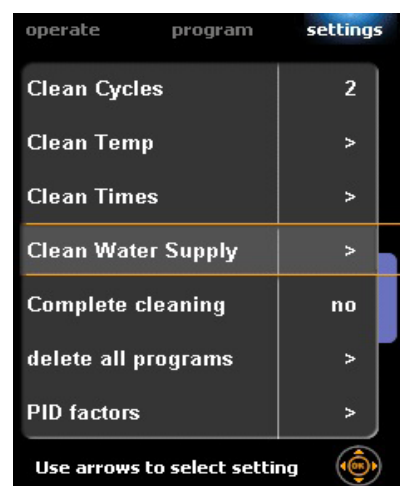 operate program settings
Clean Cycles 2
Clean Temp >
Clean Times >
Clean Water Supply >
Complete cleaning no
delete all programs >
PID factors >
Use arrows to select setting OK